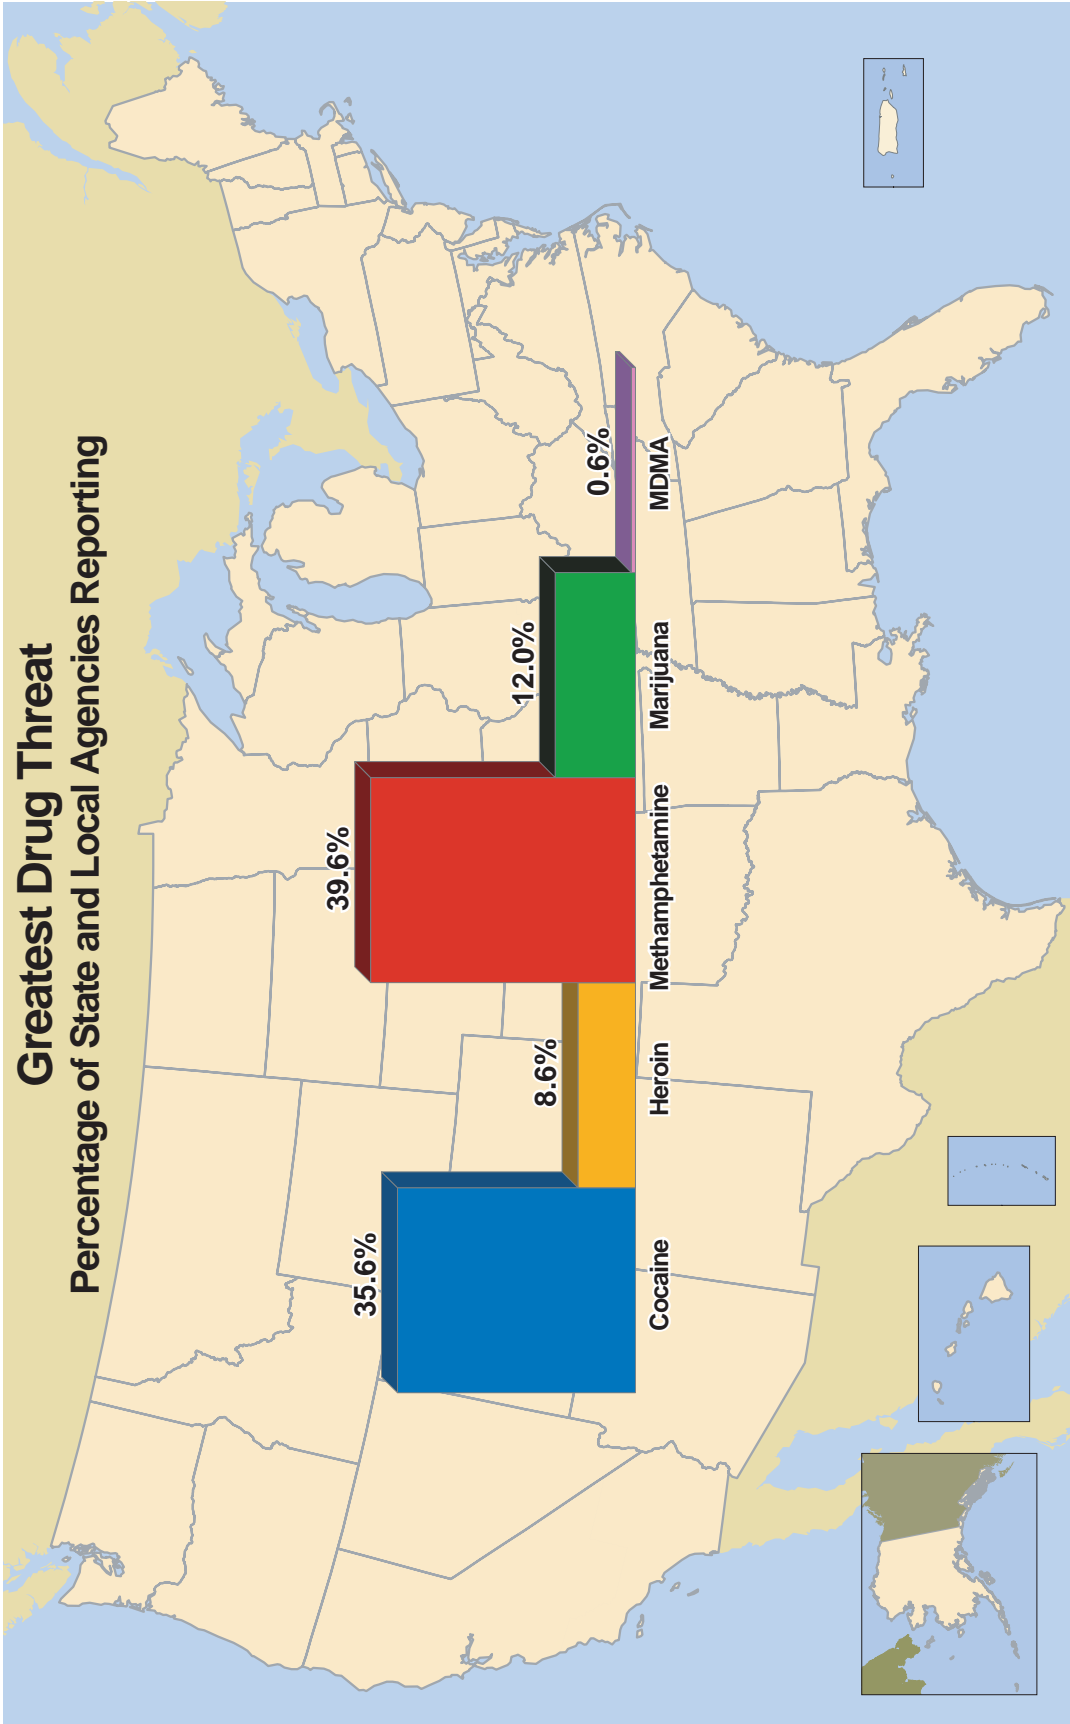 Greatest Drug Threat
Percentage of State and Local Agencies Reporting
35.6%
8.6%
39.6%
12.0%
0.6%
Cocaine
Heroin
Methamphetamine
Marijuana
MDMA